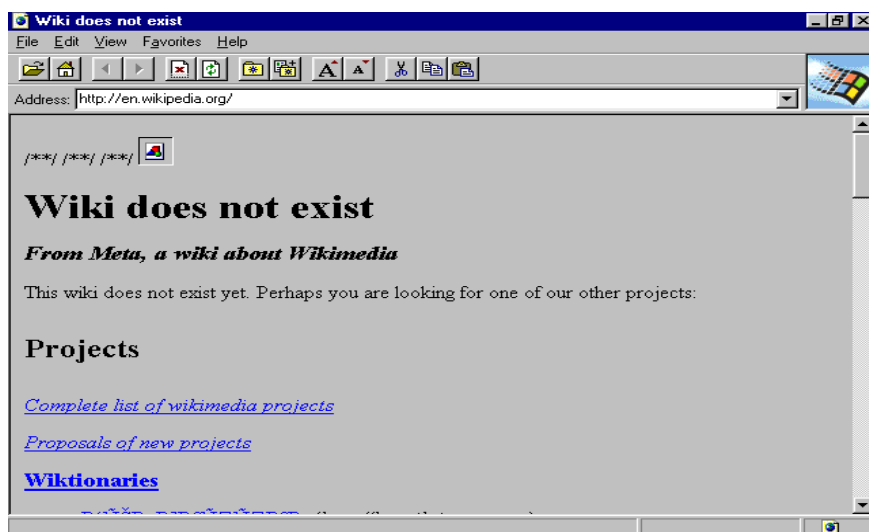 Wiki does not exist
File Edit View Favorites Help
Address: http://en.wikipedia.org/
/**/ /**/ /**/
Wiki does not exist
From Meta, a wiki about Wikimedia
This wiki does not exist yet. Perhaps you are looking for one of our other projects:
Projects
Complete list of wikimedia projects
Proposals of new projects
Wiktionaries